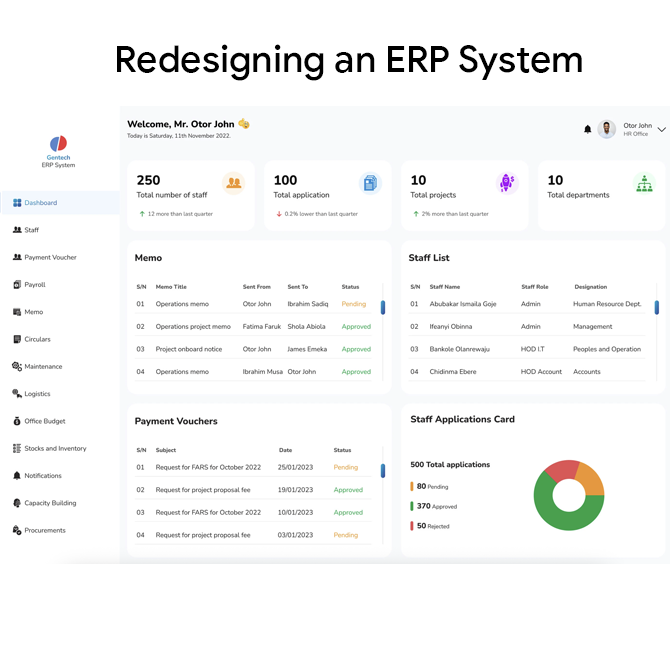 Redesigning an ERP System
Gentech
ERP System
Dashboard
Staff
Payment Voucher
Payroll
Memo
Circulars
Maintenance
Logistics
Office Budget
Stocks and Inventory
Notifications
Capacity Building
Procurements
Welcome, Mr. Otor John
Today is Saturday, 11th November 2022.
Otor John
HR Office
250
Total number of staff
12 more than last quarter
100
Total application
0.2% lower than last quarter
10
Total projects
2% more than last quarter
10
Total departments
Memo
S/N Memo Title Sent From Sent To Status
01 Operations memo Otor John Ibrahim Sadiq Pending
02 Operations project memo Fatima Faruk Shola Abiola Approved
03 Project onboard notice Otor John James Emeka Approved
04 Operations memo Ibrahim Musa Otor John Approved
Staff List
S/N Staff Name Staff Role Designation
01 Abubakar Ismaila Goje Admin Human Resource Dept.
02 Ifeanyi Obinna Admin Management
03 Bankole Olanrewaju HOD I.T Peoples and Operation
04 Chidinma Ebere HOD Account Accounts
Payment Vouchers
S/N Subject Date Status
01 Request for FARS for October 2022 25/01/2023 Pending
02 Request for project proposal fee 19/01/2023 Approved
03 Request for FARS for October 2022 10/01/2023 Approved
04 Request for project proposal fee 03/01/2023 Pending
Staff Applications Card
500 Total applications
80 Pending
370 Approved
50 Rejected